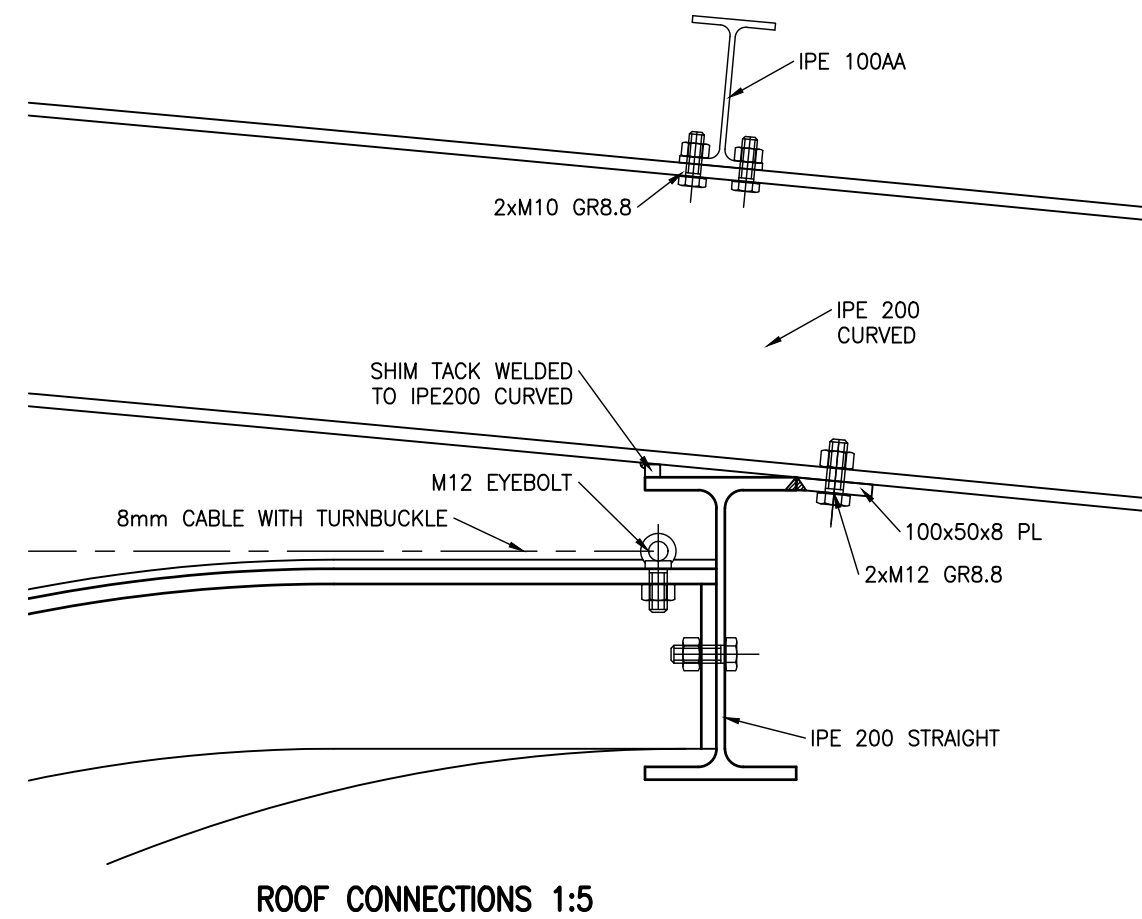 IPE 100AA
2xM10 GR8.8
IPE 200
CURVED
SHIM TACK WELDED
TO IPE200 CURVED
M12 EYEBOLT
8mm CABLE WITH TURNBUCKLE
100x50x8 PL
2xM12 GR8.8
IPE 200 STRAIGHT
ROOF CONNECTIONS 1:5